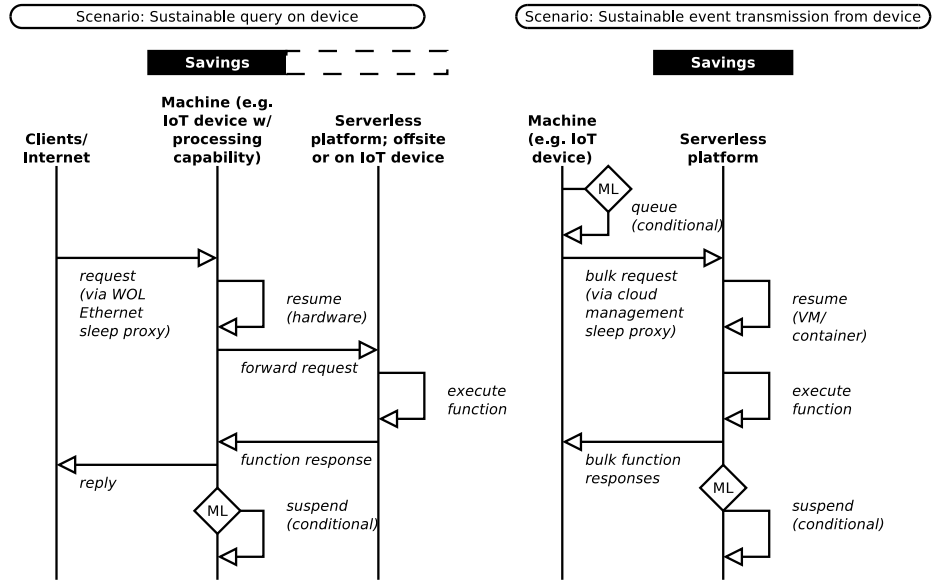 Scenario: Sustainable query on device
Savings
Clients/
Internet
Machine (e.g.
IoT device w/
processing
capability)
Serverless
platform; offsite
or on IoT device
request
(via WOL
Ethernet
sleep proxy)
resume
(hardware)
forward request
execute
function
function response
reply
ML
suspend
(conditional)
Scenario: Sustainable event transmission from device
Savings
Machine
(e.g. IoT
device)
Serverless
platform
ML
queue
(conditional)
bulk request
(via cloud
management
sleep proxy)
resume
(VM/
container)
execute
function
bulk function
responses
ML
suspend
(conditional)